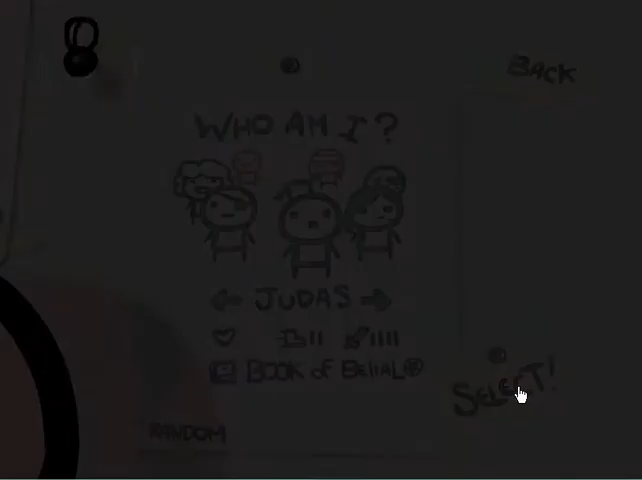 BACK
WHO AM I?
JUDAS
BOOK OF BELIAL
SELECT!
RANDOM